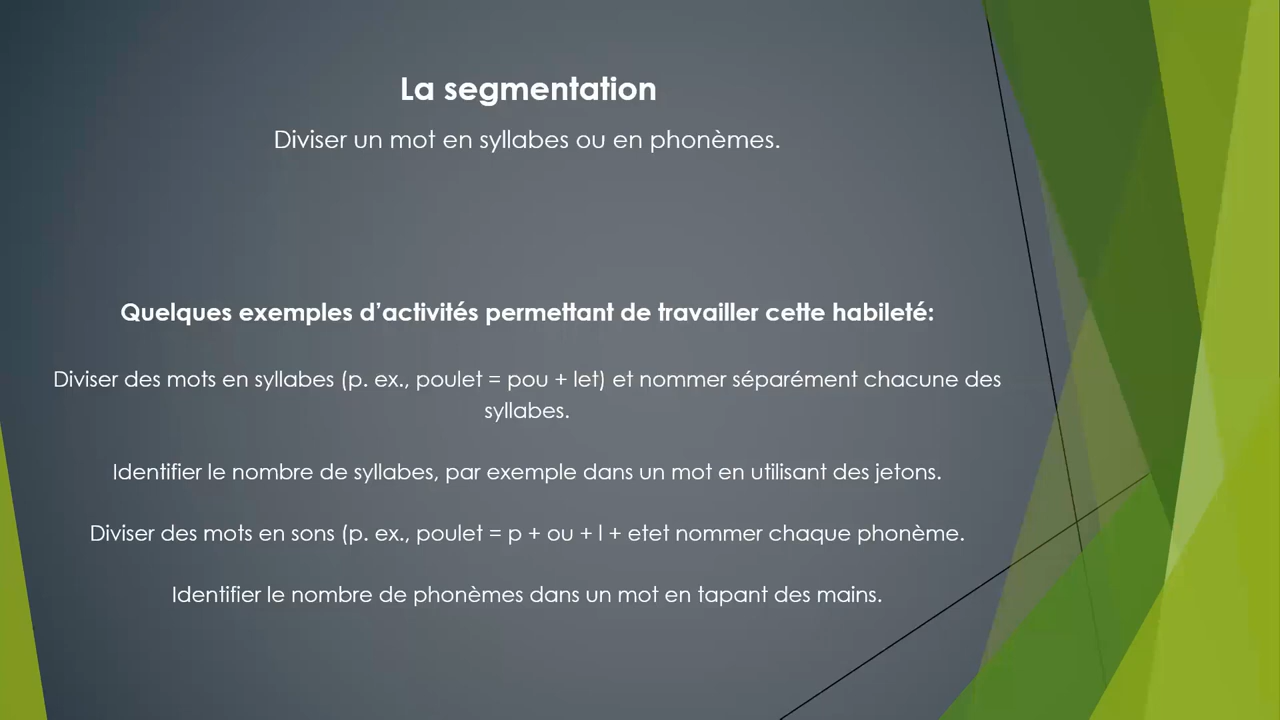 La segmentation
Diviser un mot en syllabes ou en phonèmes.
Quelques exemples d’activités permettant de travailler cette habileté:
Diviser des mots en syllabes (p. ex., poulet = pou + let) et nommer séparément chacune des
syllabes.
Identifier le nombre de syllabes, par exemple dans un mot en utilisant des jetons.
Diviser des mots en sons (p. ex., poulet = p + ou + l + etet nommer chaque phonème.
Identifier le nombre de phonèmes dans un mot en tapant des mains.